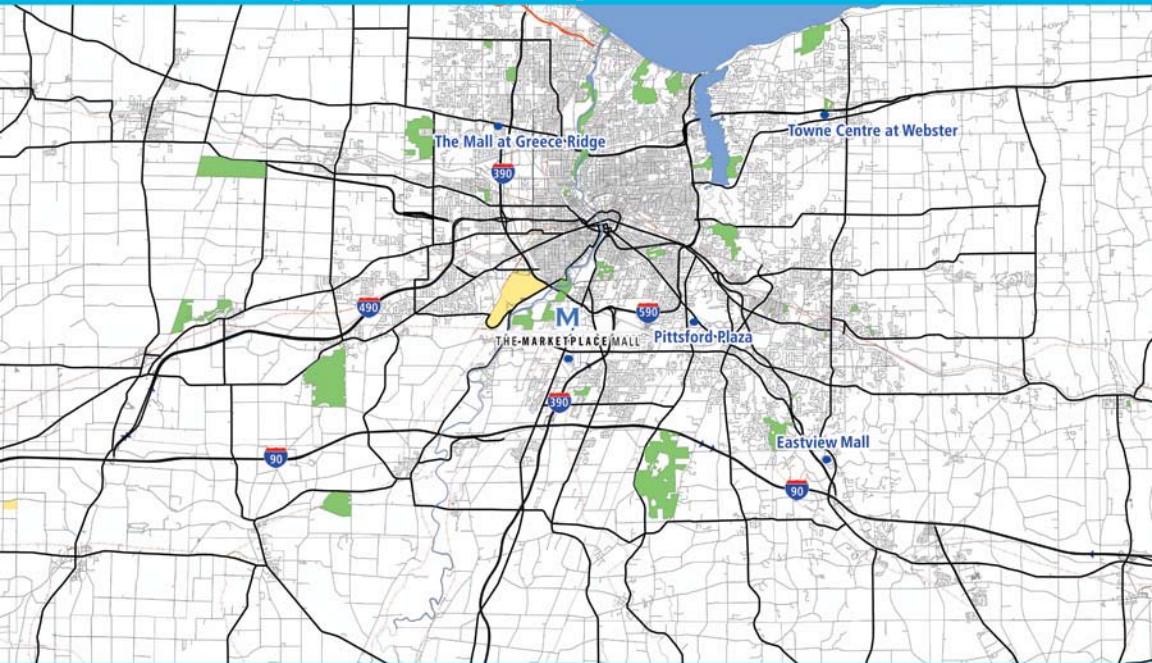 Towne Centre at Webster
The Mall at Greece Ridge
390
490
590
M
THE MARKETPLACE MALL
Pittsford Plaza
390
Eastview Mall
90
90